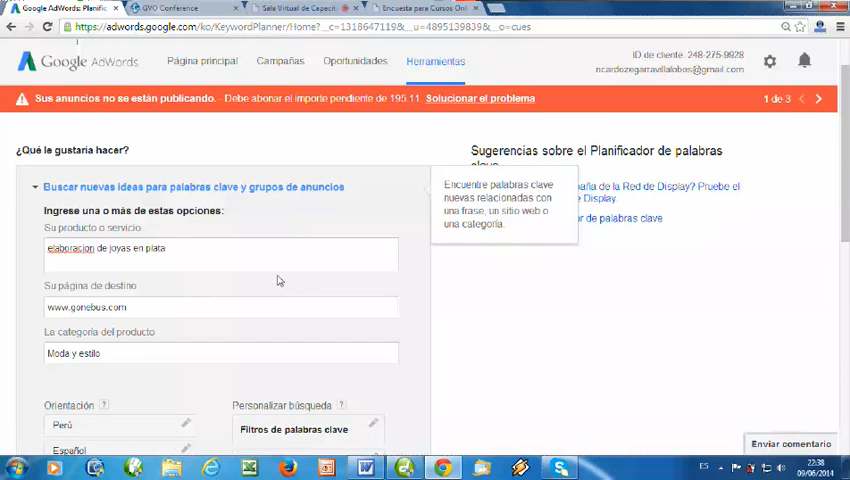 Google AdWords: Planific
GVO Conference
Sala Virtual de Capaci
Encuesta para Cursos Onl
https://adwords.google.com/ko/KeywordPlanner/Home?__c=1318647119&__u=4895139839&__o=cues
Google AdWords
Página principal
Campañas
Oportunidades
Herramientas
ID de cliente: 248-275-9928
ricardozegarravillalobos@gmail.com
Sus anuncios no se están publicando. - Debe abonar el importe pendiente de 195.11. Solucionar el problema
1 de 3
¿Qué le gustaría hacer?
Sugerencias sobre el Planificador de palabras
clave
Buscar nuevas ideas para palabras clave y grupos de anuncios
Encuentre palabras clave
nuevas relacionadas con
una frase, un sitio web o
una categoría.
paña de la Red de Display? Pruebe el
Display.
or de palabras clave
Ingrese una o más de estas opciones:
Su producto o servicio
elaboracion de joyas en plata
Su página de destino
www.gonebus.com
La categoría del producto
Moda y estilo
Orientación ?
Personalizar búsqueda ?
Perú
Filtros de palabras clave
Español
Enviar comentario
ES
22:38
09/06/2014